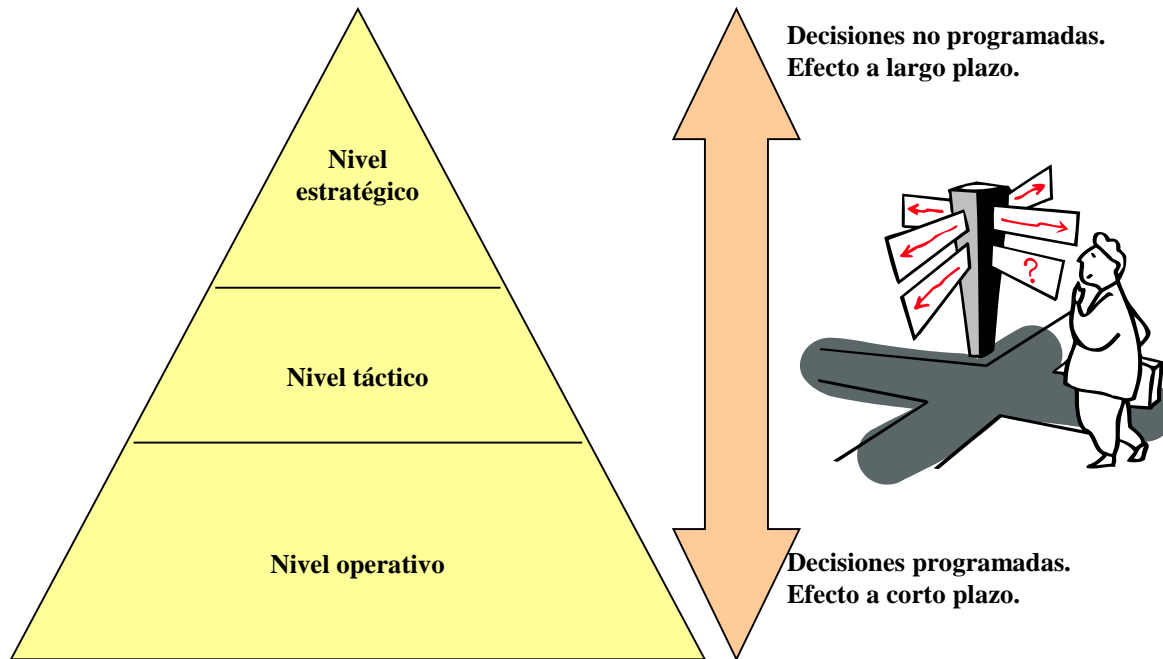 Decisiones no programadas.
Efecto a largo plazo.
Nivel
estratégico
?
Nivel táctico
Nivel operativo
Decisiones programadas.
Efecto a corto plazo.